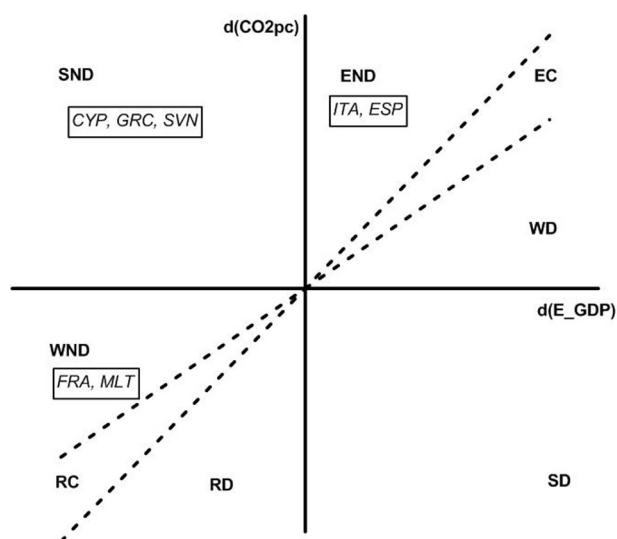 d(CO2pc)
SND
END
EC
CYP, GRC, SVN
ITA, ESP
WD
d(E_GDP)
WND
FRA, MLT
RC
RD
SD